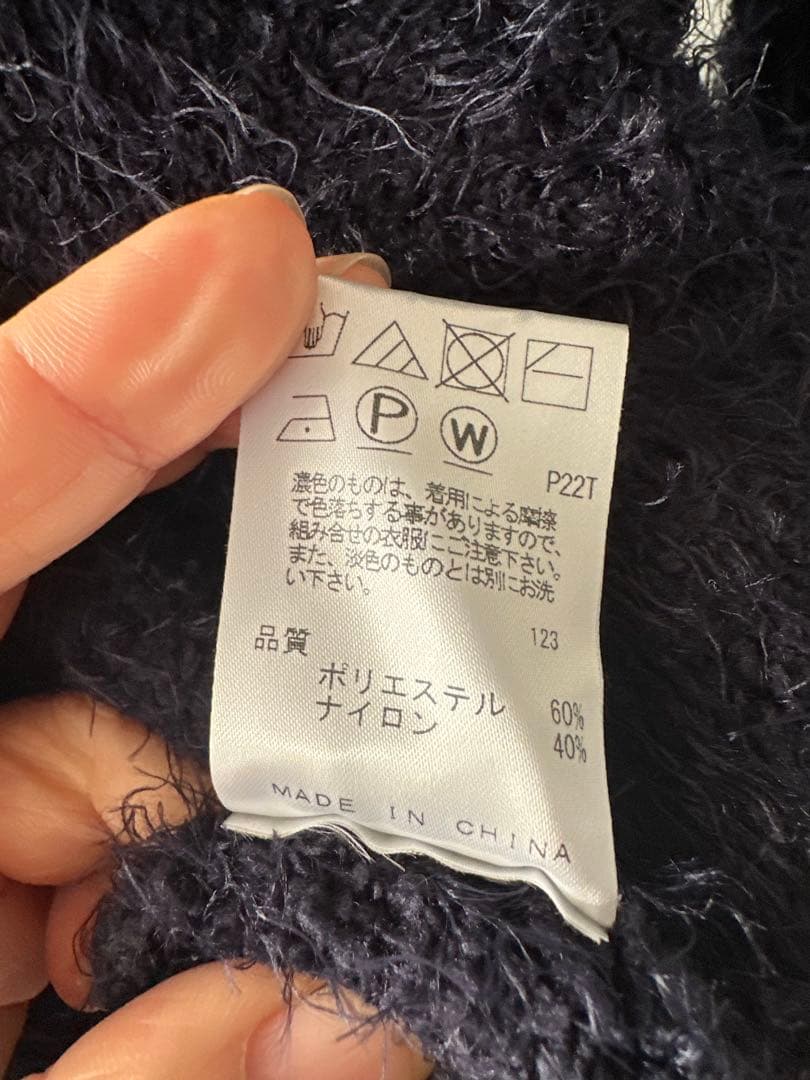 P
W
P22T
濃色のものは、着用による摩擦
で色落ちする事がありますので、
組み合せの衣服にご注意下さい。
また、淡色のものとは別にお洗
い下さい。
品質
123
ポリエステル 60%
ナイロン 40%
MADE IN CHINA